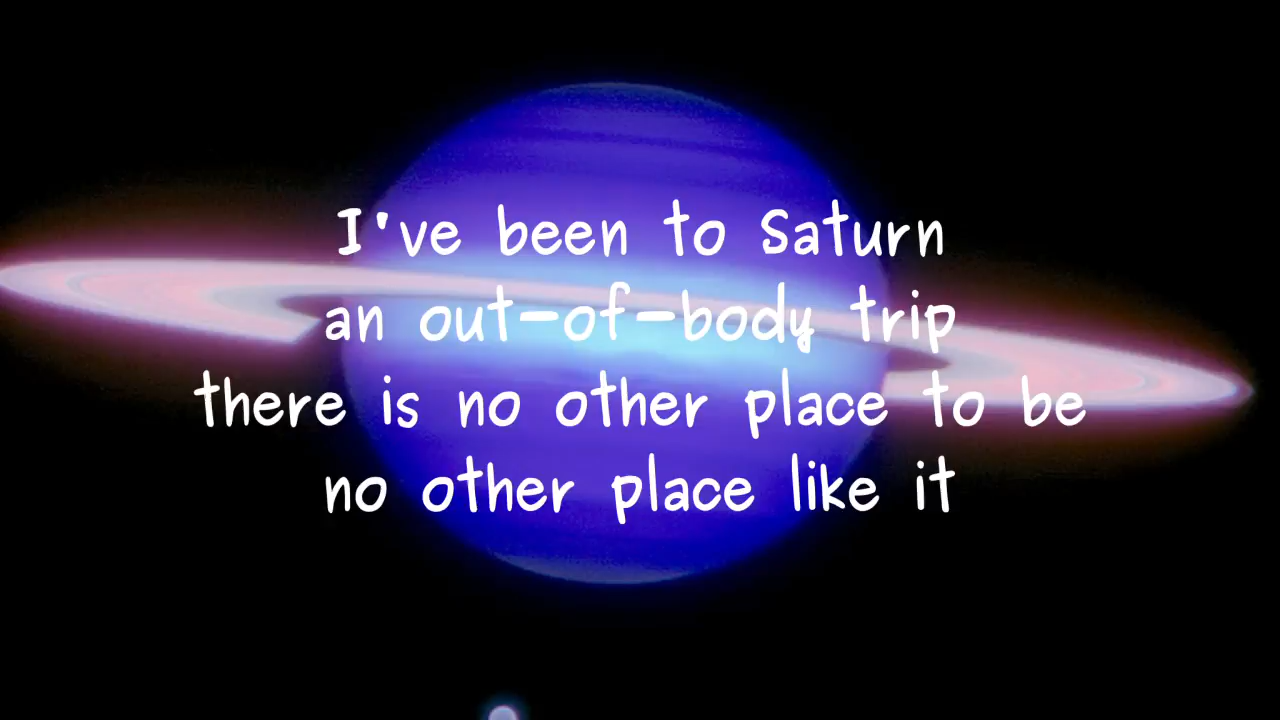 I've been to Saturn
an out-of-body trip
there is no other place to be
no other place like it